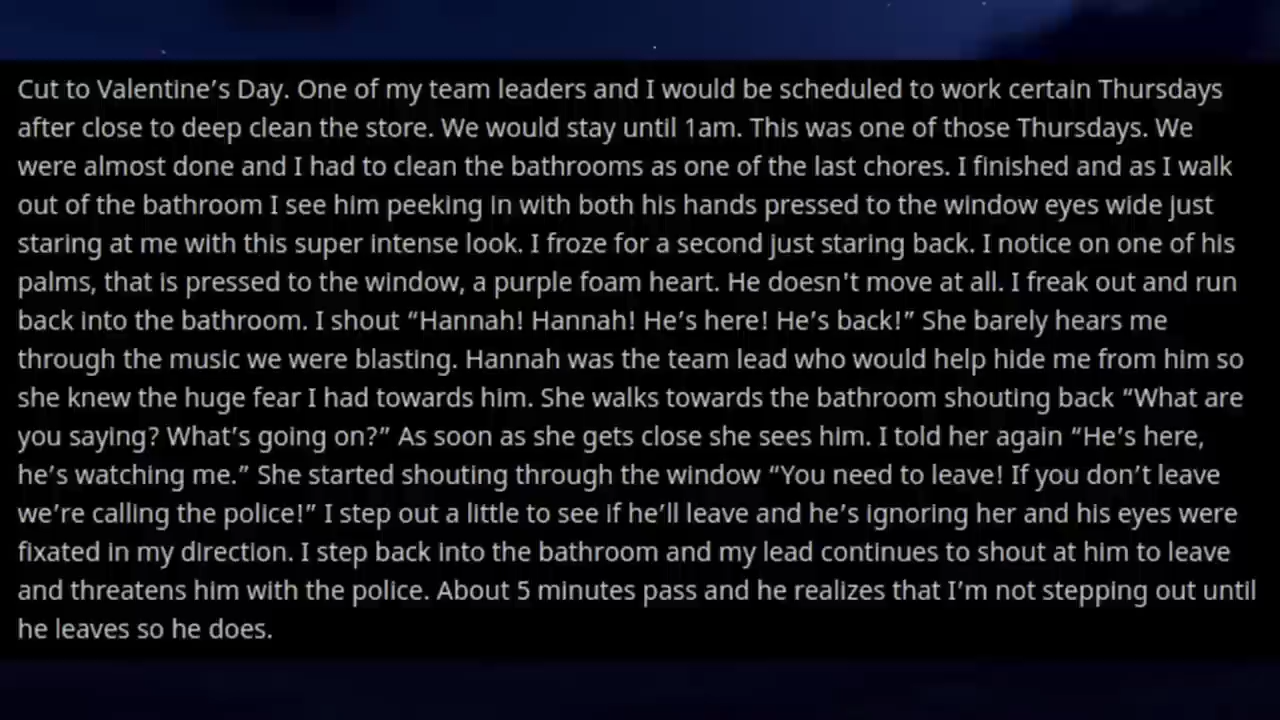 Cut to Valentine’s Day. One of my team leaders and I would be scheduled to work certain Thursdays
after close to deep clean the store. We would stay until 1am. This was one of those Thursdays. We
were almost done and I had to clean the bathrooms as one of the last chores. I finished and as I walk
out of the bathroom I see him peeking in with both his hands pressed to the window eyes wide just
staring at me with this super intense look. I froze for a second just staring back. I notice on one of his
palms, that is pressed to the window, a purple foam heart. He doesn't move at all. I freak out and run
back into the bathroom. I shout “Hannah! Hannah! He’s here! He’s back!” She barely hears me
through the music we were blasting. Hannah was the team lead who would help hide me from him so
she knew the huge fear I had towards him. She walks towards the bathroom shouting back “What are
you saying? What’s going on?” As soon as she gets close she sees him. I told her again “He’s here,
he’s watching me.” She started shouting through the window “You need to leave! If you don’t leave
we’re calling the police!” I step out a little to see if he’ll leave and he’s ignoring her and his eyes were
fixated in my direction. I step back into the bathroom and my lead continues to shout at him to leave
and threatens him with the police. About 5 minutes pass and he realizes that I’m not stepping out until
he leaves so he does.